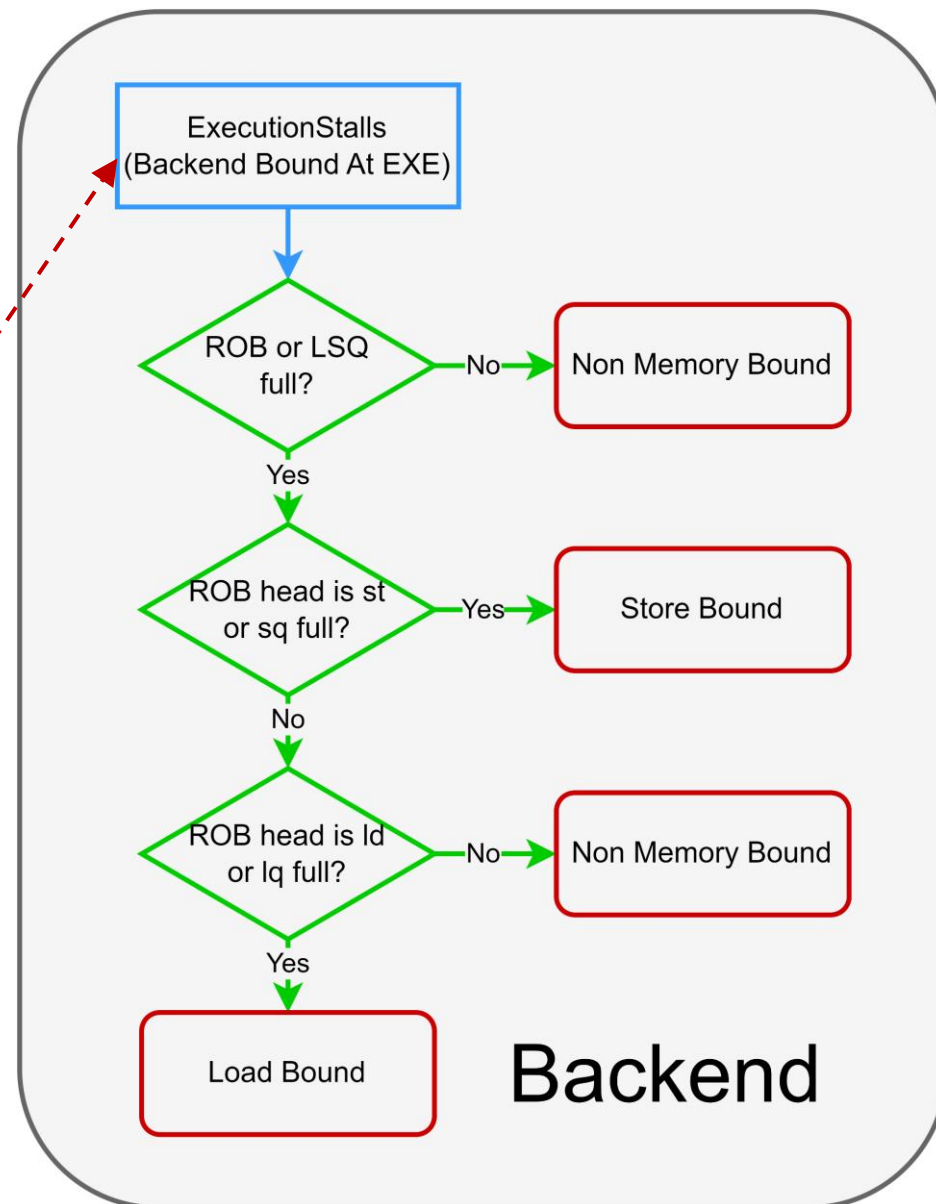 ExecutionStalls
(Backend Bound At EXE)
ROB or LSQ
full?
No
Non Memory Bound
Yes
ROB head is st
or sq full?
Yes
Store Bound
No
ROB head is ld
or lq full?
No
Non Memory Bound
Yes
Load Bound
Backend